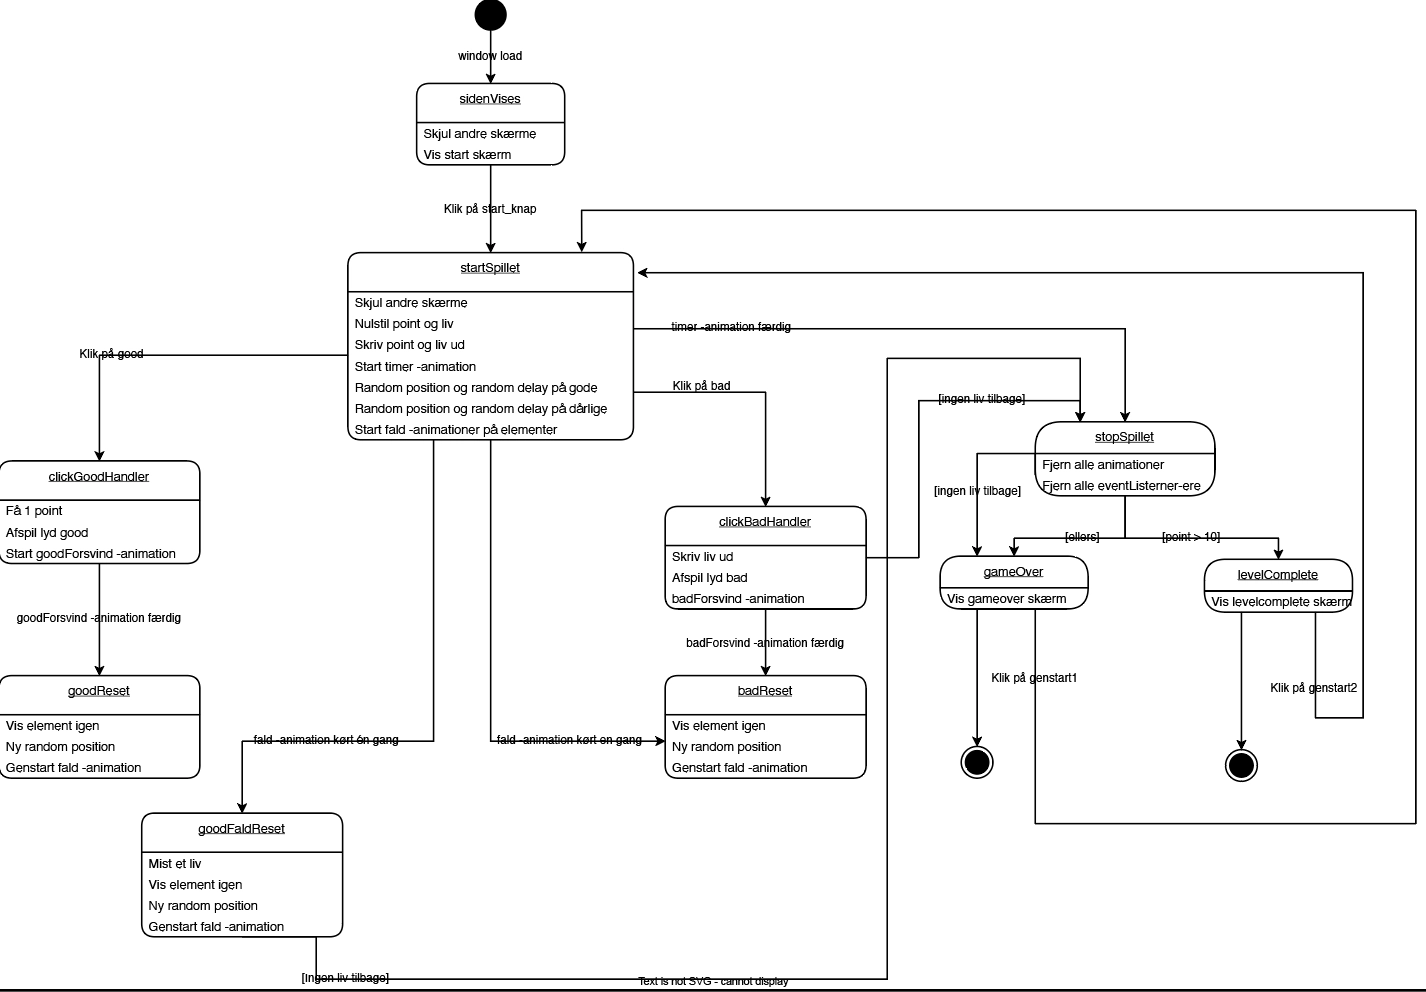 window load
sidenVises
Skjul andre skærme
Vis start skærm
Klik på start_knap
startSpillet
Skjul andre skærme
Nulstil point og liv
Skriv point og liv ud
Start timer -animation
Random position og random delay på gode
Random position og random delay på dårlige
Start fald -animationer på elementer
timer -animation færdig
Klik på good
Klik på bad
[ingen liv tilbage]
stopSpillet
Fjern alle animationer
Fjern alle eventListerner-ere
clickGoodHandler
Få 1 point
Afspil lyd good
Start goodForsvind -animation
[ingen liv tilbage]
clickBadHandler
Skriv liv ud
Afspil lyd bad
badForsvind -animation
[ellers]
[point > 10]
gameOver
Vis gameover skærm
levelComplete
Vis levelcomplete skærm
goodForsvind -animation færdig
badForsvind -animation færdig
Klik på genstart1
Klik på genstart2
goodReset
Vis element igen
Ny random position
Genstart fald -animation
badReset
Vis element igen
Ny random position
Genstart fald -animation
fald -animation kørt én gang
fald -animation kørt en gang
goodFaldReset
Mist et liv
Vis element igen
Ny random position
Genstart fald -animation
[ingen liv tilbage]
Text is not SVG - cannot display